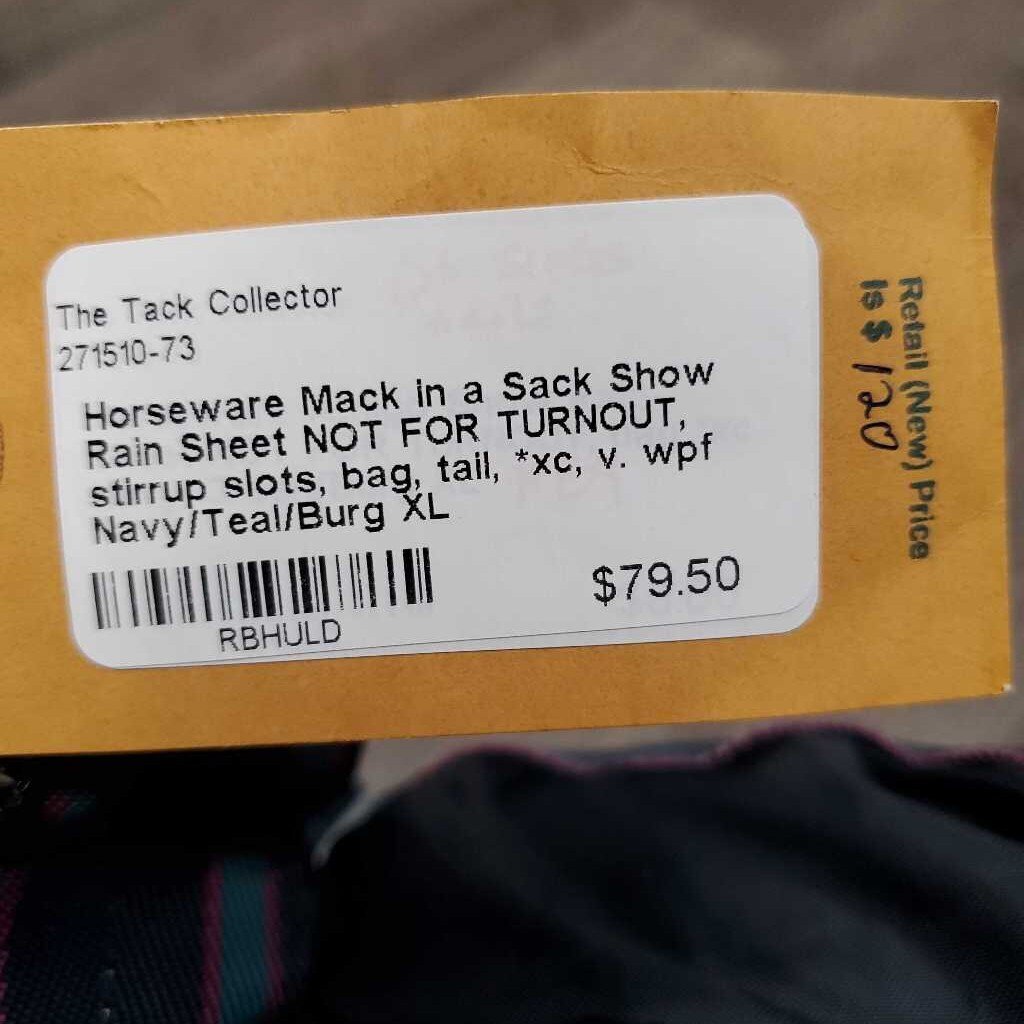 The Tack Collector
271510-73
Horseware Mack in a Sack Show
Rain Sheet NOT FOR TURNOUT,
stirrup slots, bag, tail, *xc, v. wpf
Navy/Teal/Burg XL
$79.50
RBHULD
Retail (New) Price
Is $ 120